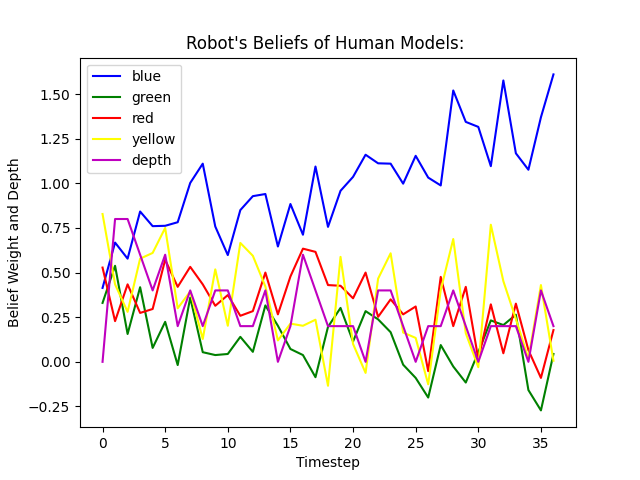 Robot's Beliefs of Human Models:
blue
green
red
yellow
depth
1.50
1.25
1.00
0.75
0.50
0.25
0.00
−0.25
Belief Weight and Depth
0 5 10 15 20 25 30 35
Timestep